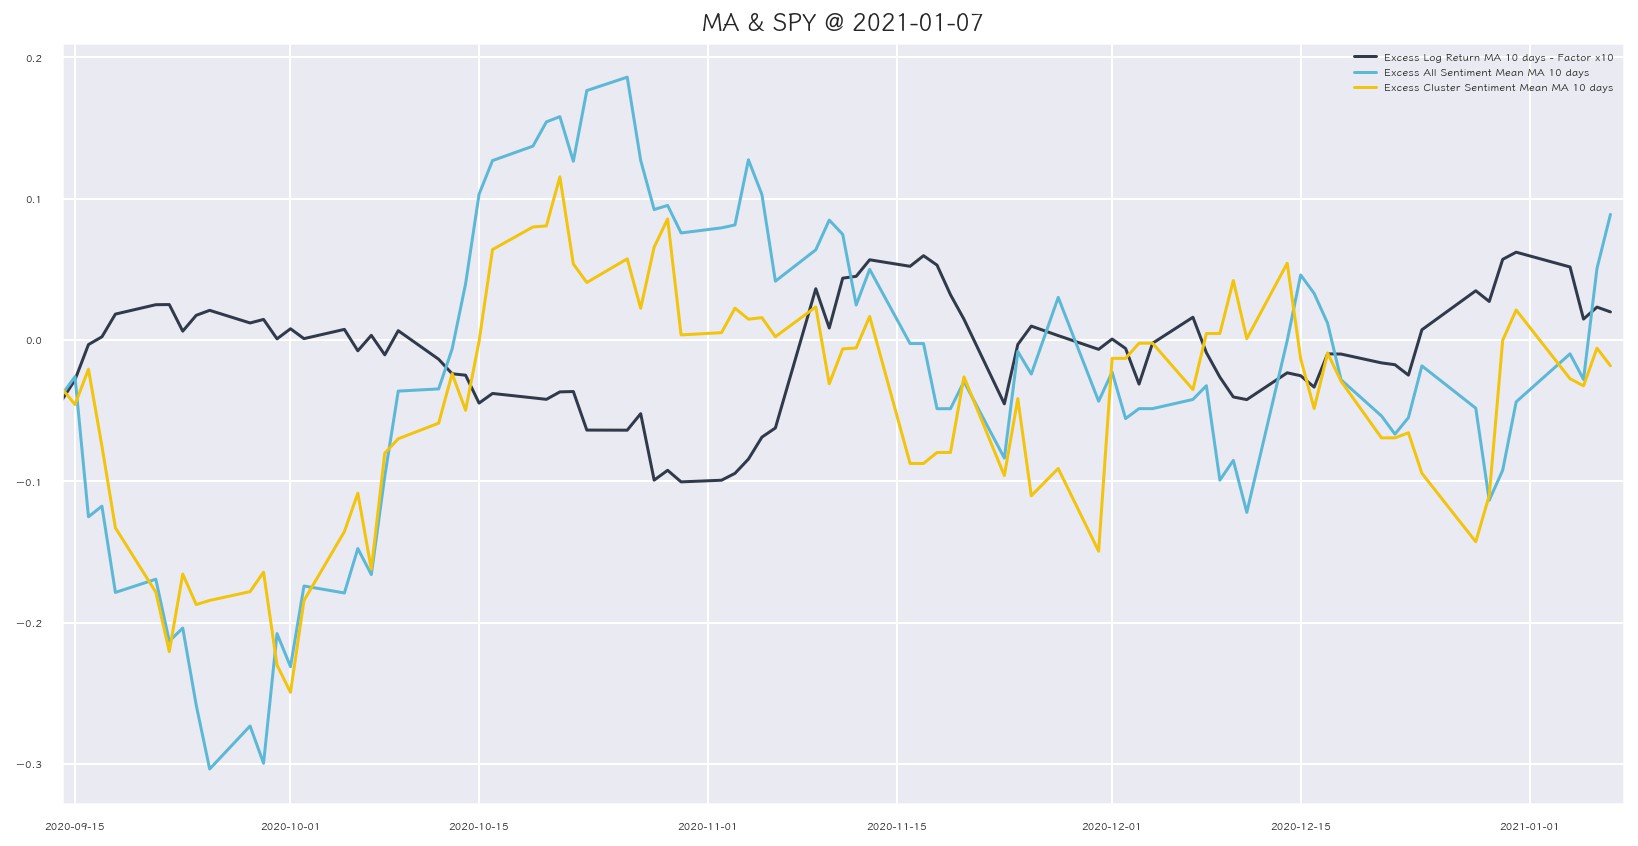 MA & SPY @ 2021-01-07
Excess Log Return MA 10 days - Factor x10
Excess All Sentiment Mean MA 10 days
Excess Cluster Sentiment Mean MA 10 days
0.2
0.1
0.0
−0.1
−0.2
−0.3
2020-09-15 2020-10-01 2020-10-15 2020-11-01 2020-11-15 2020-12-01 2020-12-15 2021-01-01